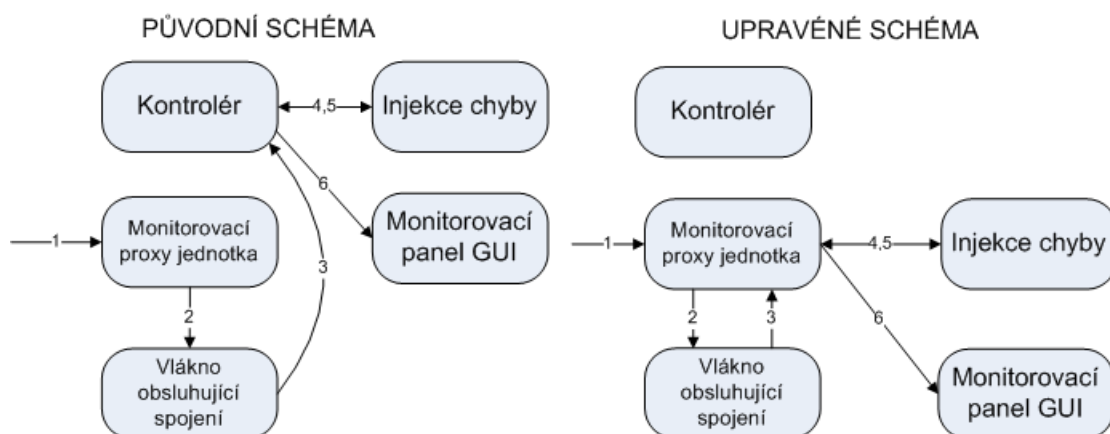 PŮVODNÍ SCHÉMA
Kontrolér
4,5
Injekce chyby
6
Monitorovací
panel GUI
1
Monitorovací
proxy jednotka
3
2
Vlákno
obsluhující
spojení
UPRAVÉNÉ SCHÉMA
Kontrolér
1
Monitorovací
proxy jednotka
4,5
Injekce chyby
2
3
6
Vlákno
obsluhující
spojení
Monitorovací
panel GUI